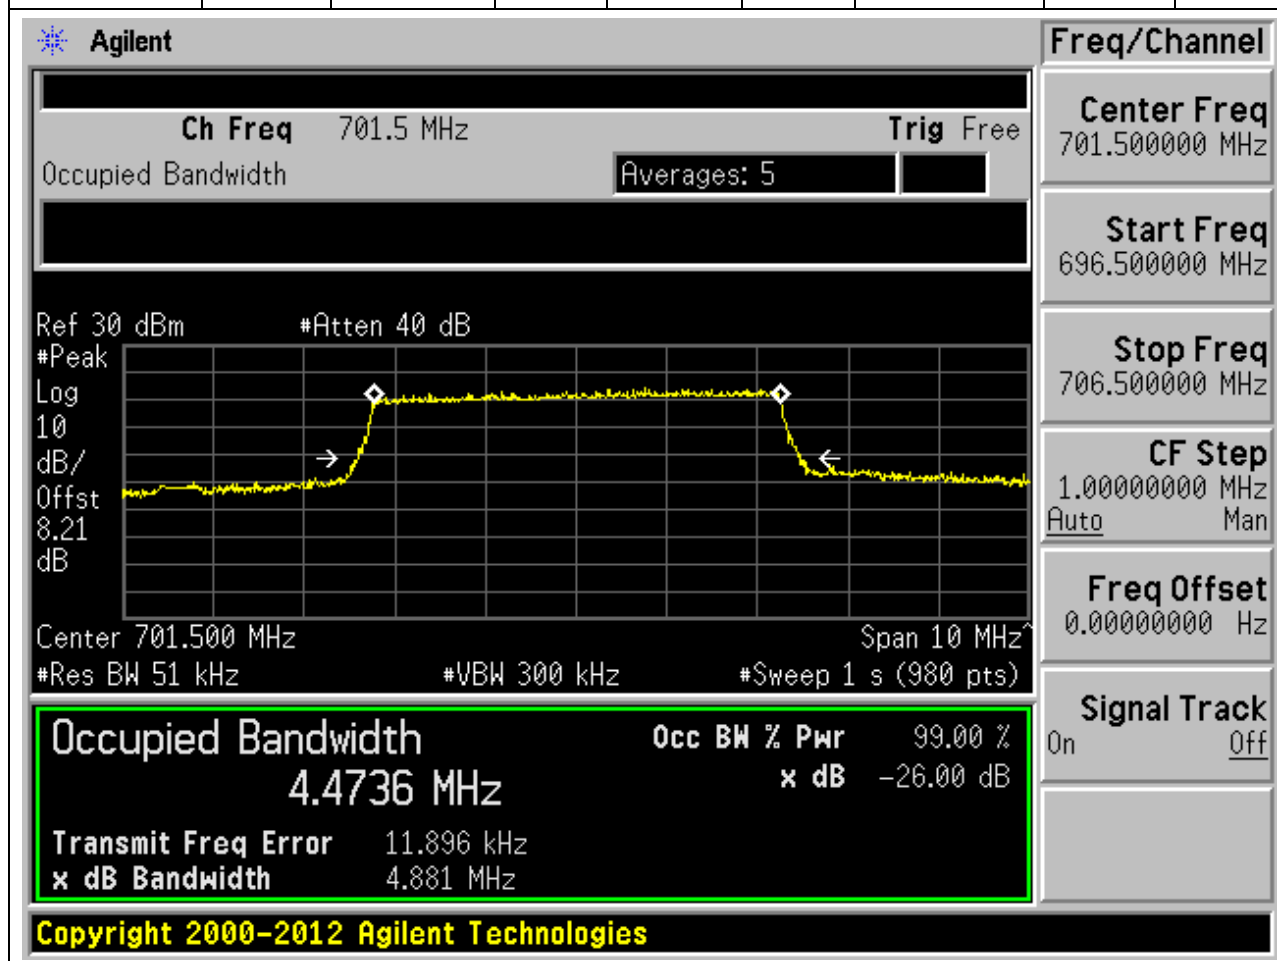 Agilent
Freq/Channel
Ch Freq 701.5 MHz Trig Free
Occupied Bandwidth Averages: 5
Center Freq
701.500000 MHz
Start Freq
696.500000 MHz
Stop Freq
706.500000 MHz
CF Step
1.00000000 MHz
Auto Man
Freq Offset
0.00000000 Hz
Signal Track
On Off
Ref 30 dBm #Atten 40 dB
#Peak
Log
10
dB/
Offst
8.21
dB
Center 701.500 MHz Span 10 MHz^
#Res BW 51 kHz #VBW 300 kHz #Sweep 1 s (980 pts)
Occupied Bandwidth Occ BW % Pwr 99.00 %
4.4736 MHz x dB -26.00 dB
Transmit Freq Error 11.896 kHz
x dB Bandwidth 4.881 MHz
Copyright 2000-2012 Agilent Technologies